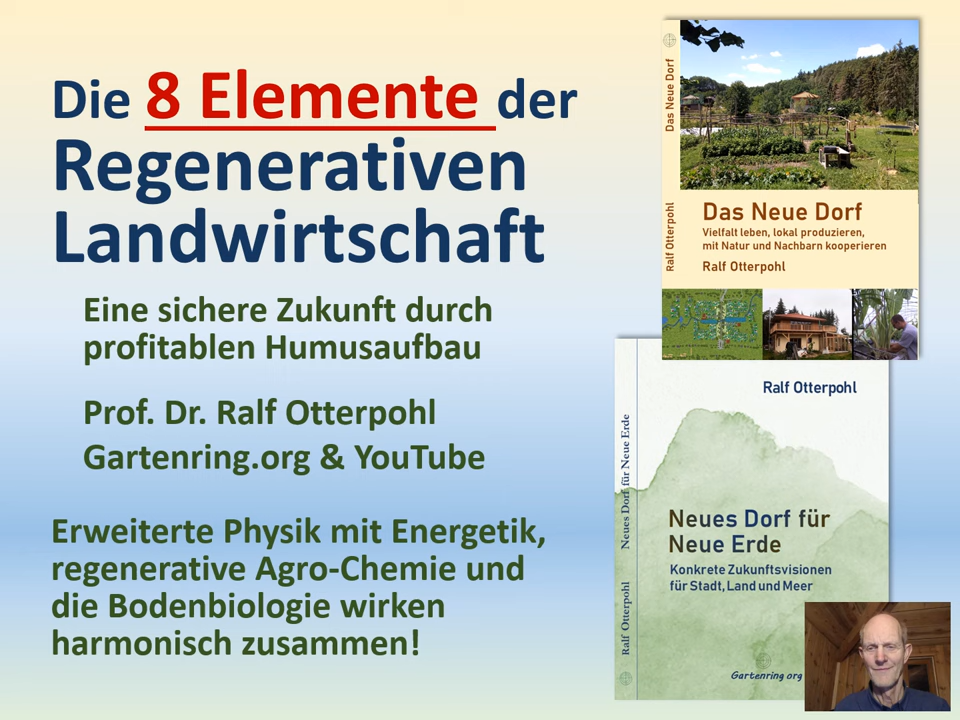 Die 8 Elemente der
Regenerativen
Landwirtschaft
Eine sichere Zukunft durch
profitablen Humusaufbau
Prof. Dr. Ralf Otterpohl
Gartenring.org & YouTube
Erweiterte Physik mit Energetik,
regenerative Agro-Chemie und
die Bodenbiologie wirken
harmonisch zusammen!
Das Neue Dorf
Ralf Otterpohl
Das Neue Dorf
Vielfalt leben, lokal produzieren,
mit Natur und Nachbarn kooperieren
Ralf Otterpohl
Neues Dorf für Neue Erde
Ralf Otterpohl
Ralf Otterpohl
Neues Dorf für
Neue Erde
Konkrete Zukunftsvisionen
für Stadt, Land und Meer
Gartenring org